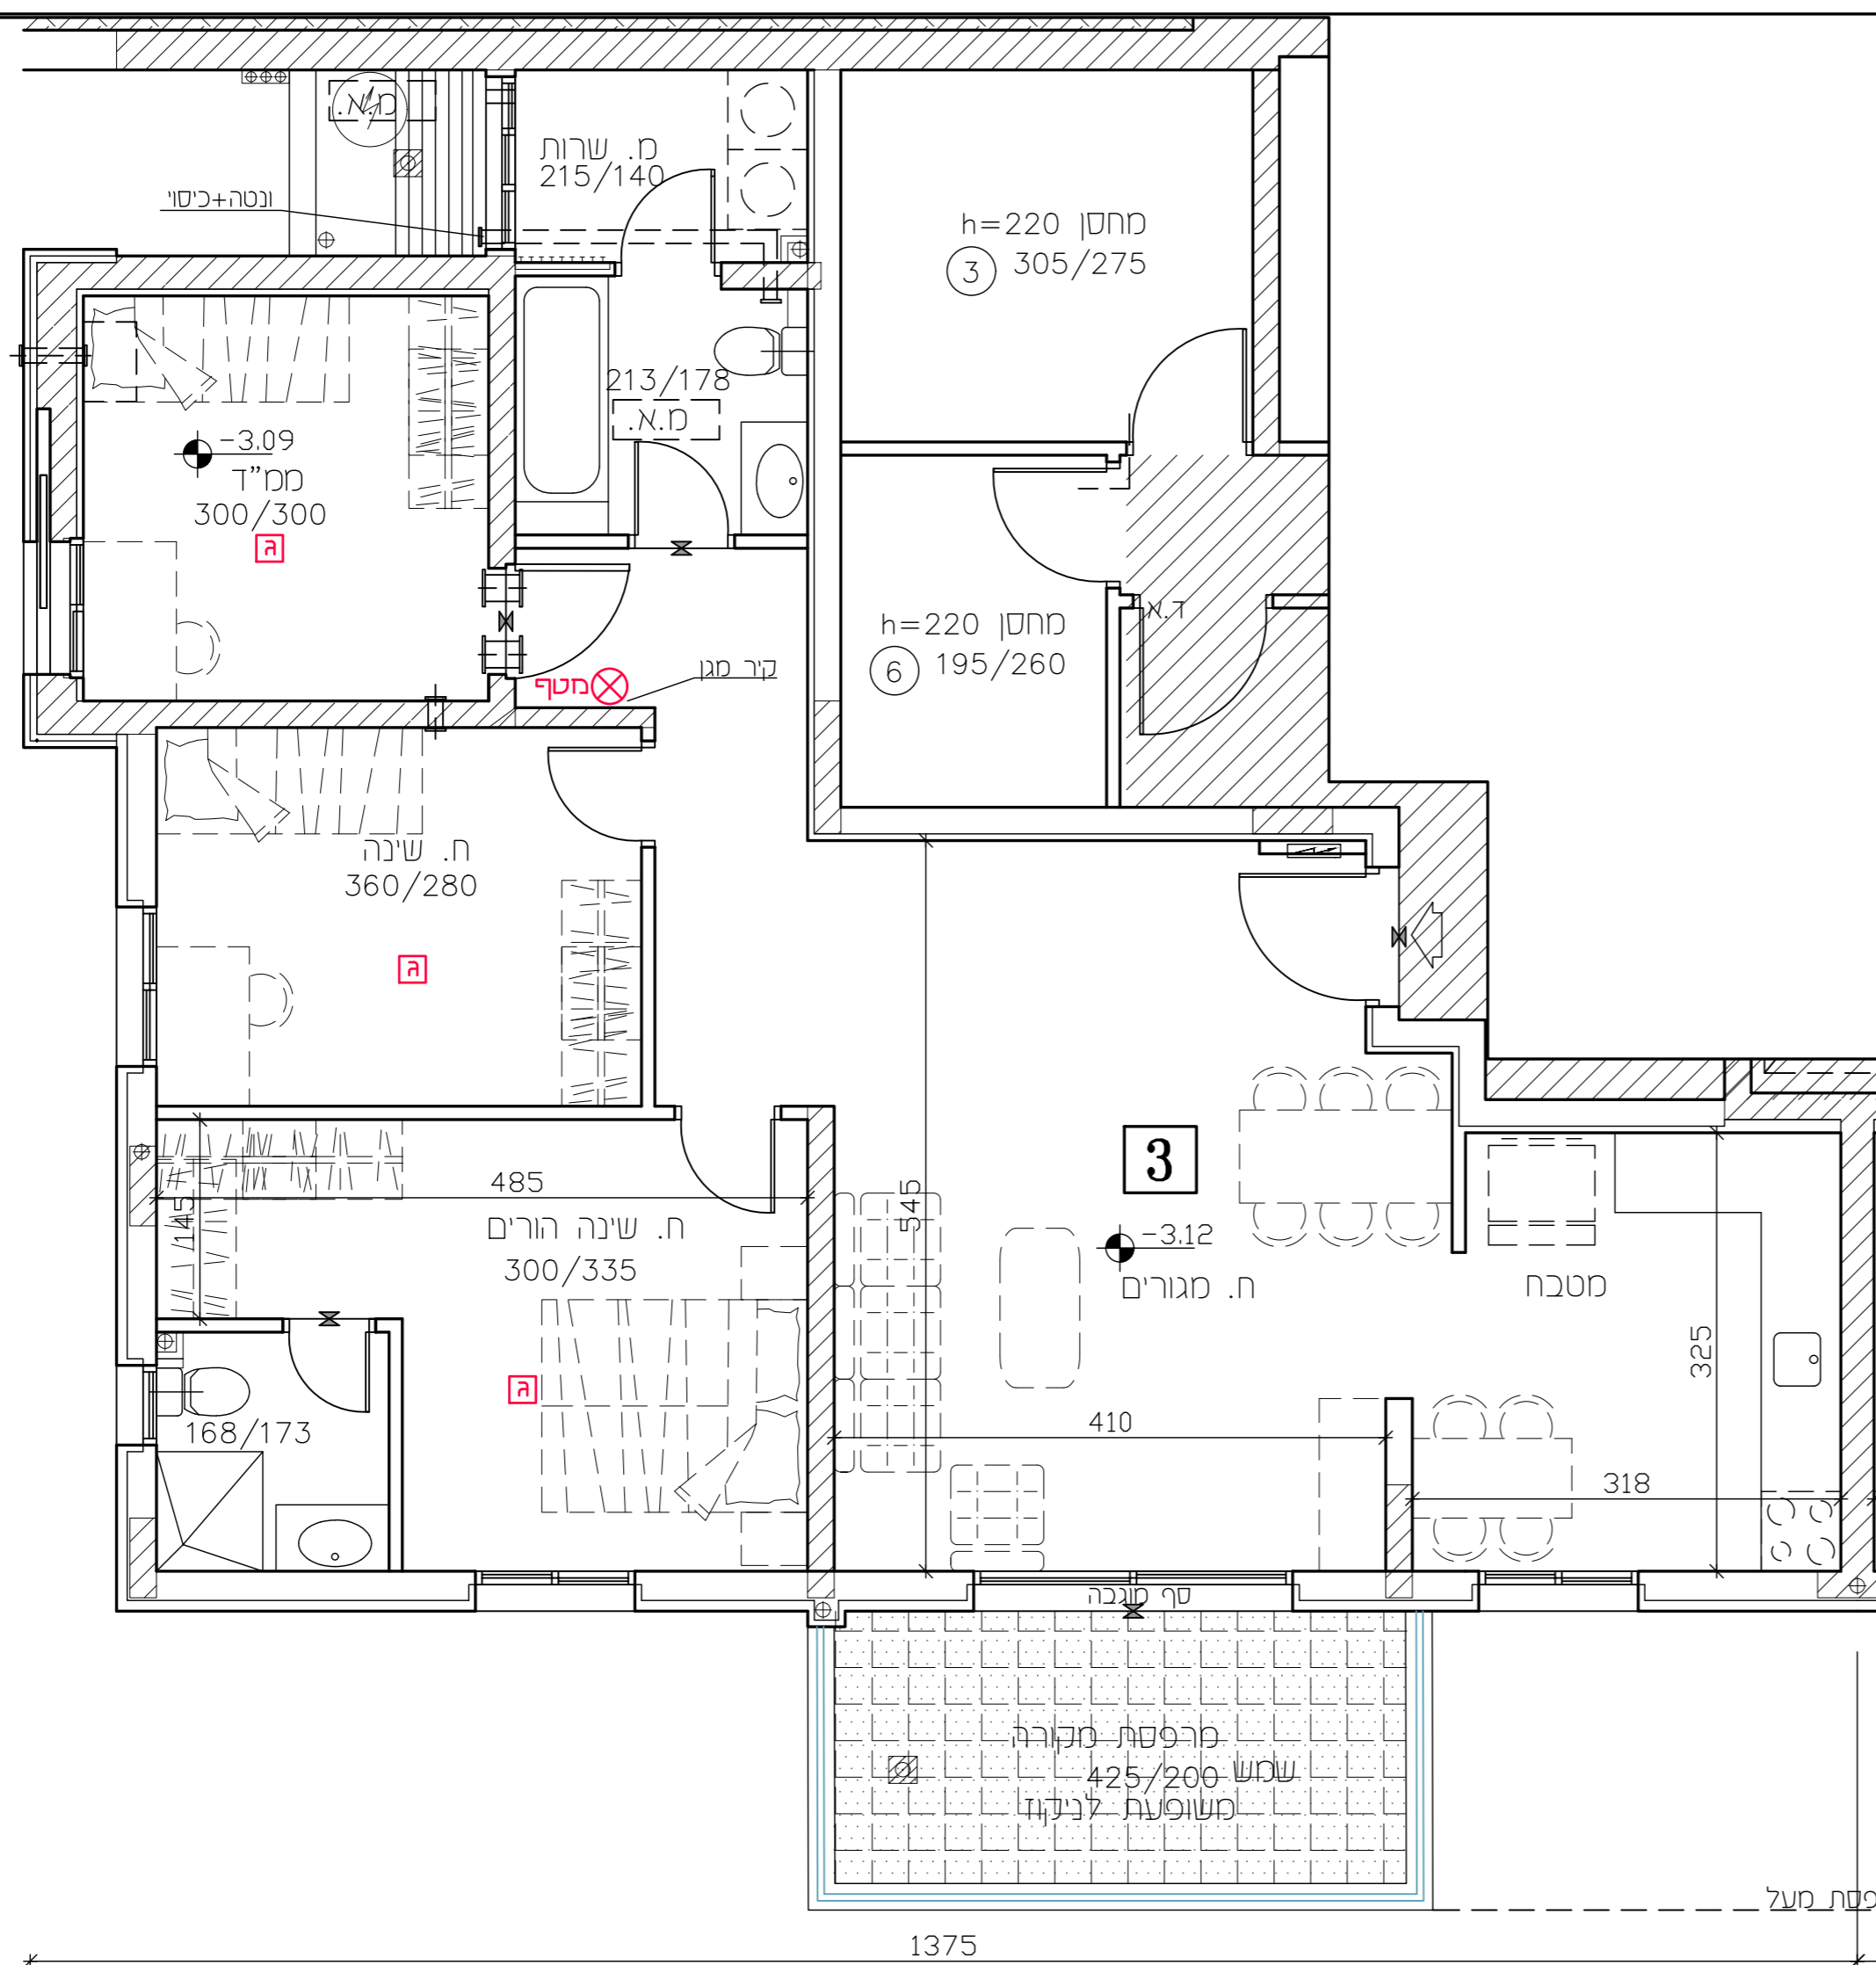 מ.א.
מ. שרות
215/140
ונטה+כיסוי
מחסן h=220
3 305/275
213/178
מ.א.
-3.09
ממ"ד
300/300
ג
מחסן h=220
6 195/260
ד.א
קיר מגן
מטף
ח. שינה
360/280
ג
3
485
145
545
ח. שינה הורים
300/335
-3.12
ח. מגורים
מטבח
325
ג
168/173
410
318
סף מוגבה
מרפסת מקורה
שמש 425/200
משופעת לניקוז
פסת מעל
1375